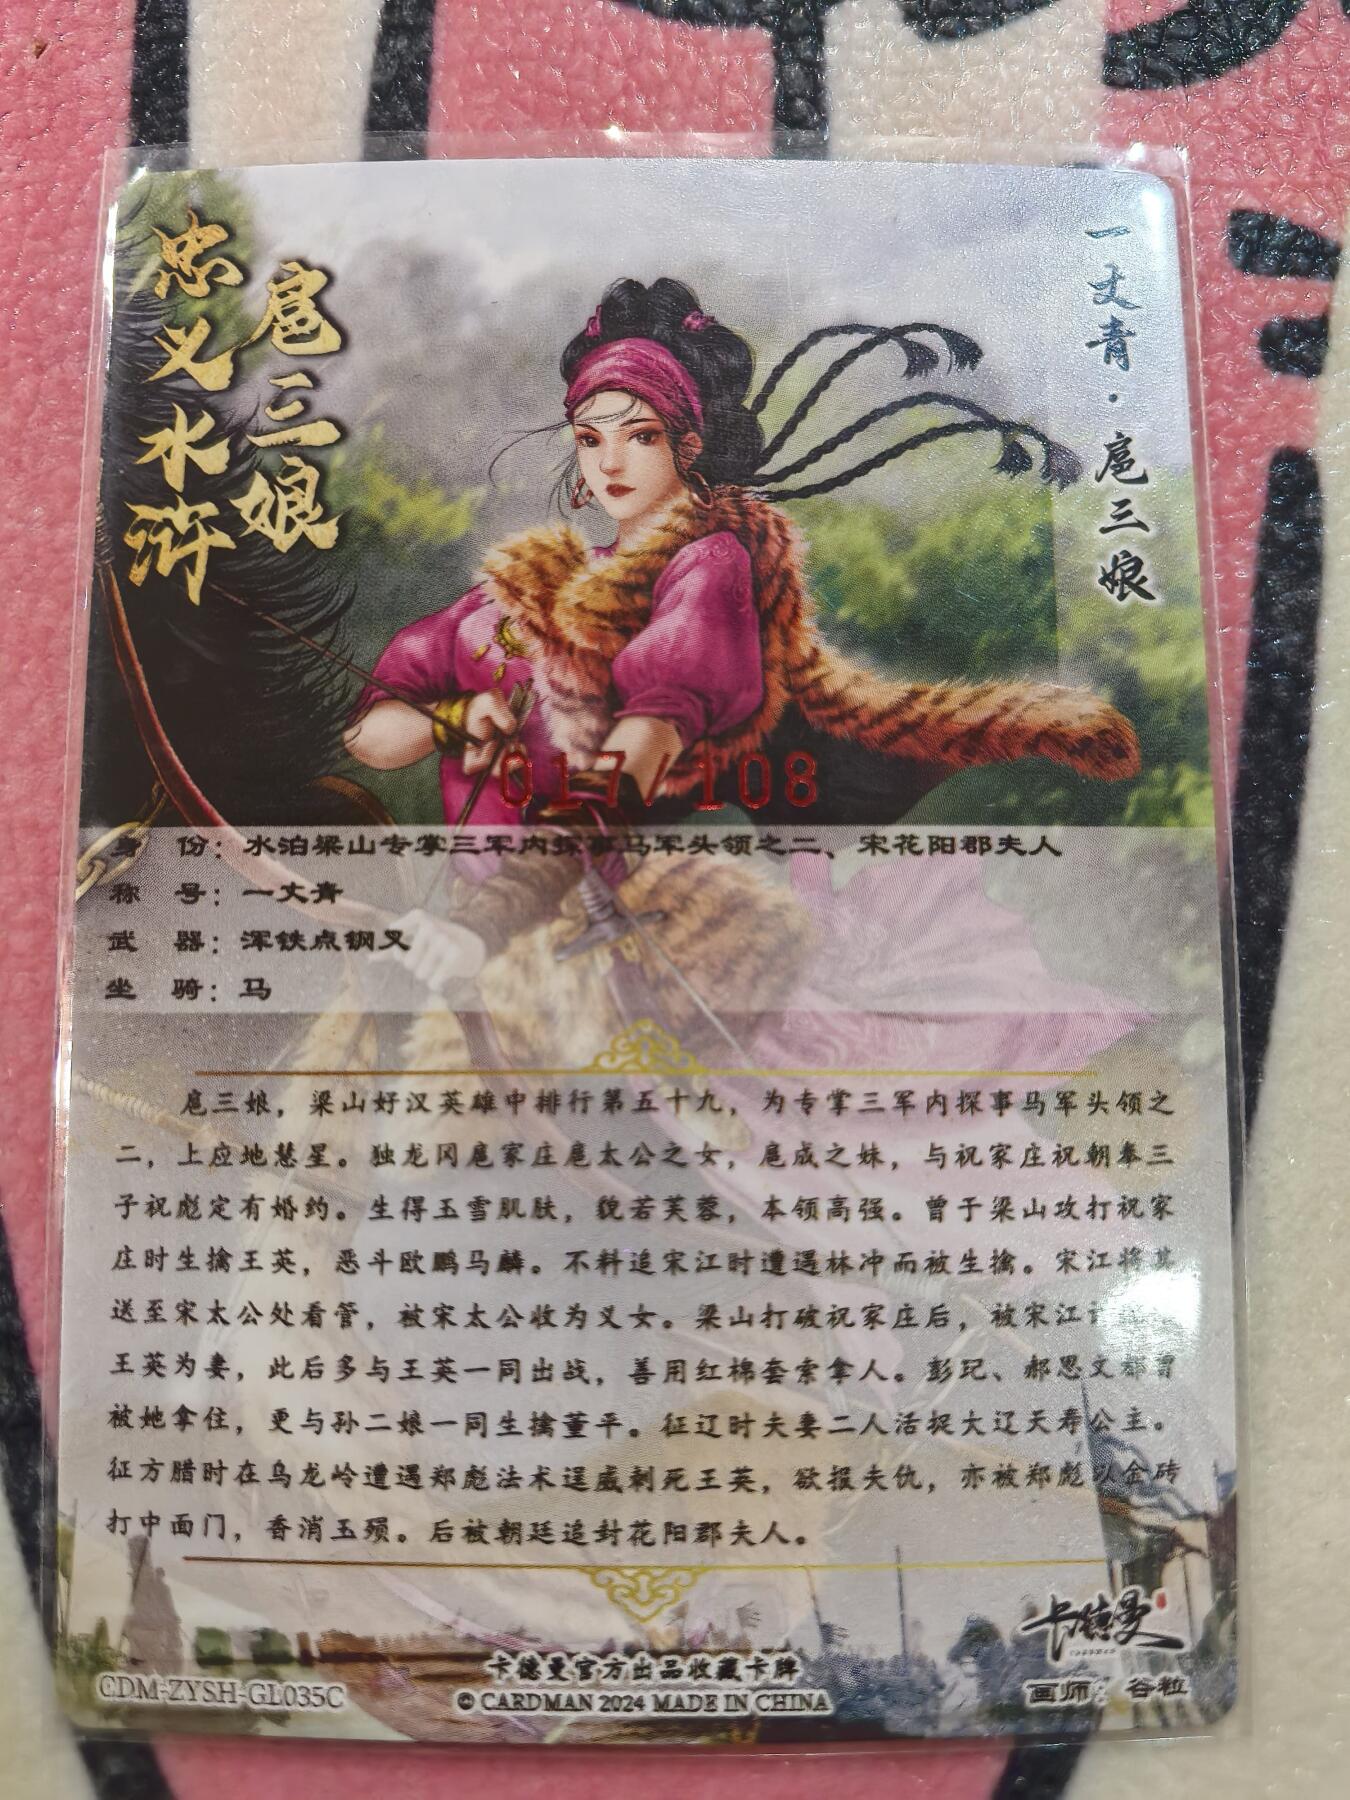 忠义水浒
扈三娘
一丈青·扈三娘
017/108
身 份：水泊梁山专掌三军内探事马军头领之二、宋花阳郡夫人
称 号：一丈青
武 器：浑铁点钢叉
坐 骑：马
扈三娘，梁山好汉英雄中排行第五十九，为专掌三军内探事马军头领之
二，上应地慧星。独龙冈扈家庄扈太公之女，扈成之妹，与祝家庄祝朝奉三
子祝彪定有婚约。生得玉雪肌肤，貌若芙蓉，本领高强。曾于梁山攻打祝家
庄时生擒王英，恶斗欧鹏马麟。不料追宋江时遭遇林冲而被生擒。宋江将其
送至宋太公处看管，被宋太公收为义女。梁山打破祝家庄后，被宋江
王英为妻，此后多与王英一同出战，善用红棉套索拿人。彭玘、郝思文都曾
被她拿住，更与孙二娘一同生擒董平。征辽时夫妻二人活捉大辽天寿公主。
征方腊时在乌龙岭遭遇郑彪法术逞威刺死王英，欲报夫仇，亦被郑彪以金砖
打中面门，香消玉殒。后被朝廷追封花阳郡夫人。
卡德曼
卡德曼官方出品收藏卡牌
CDM-ZYSH-GL035C
© CARDMAN 2024 MADE IN CHINA
画师：谷粒